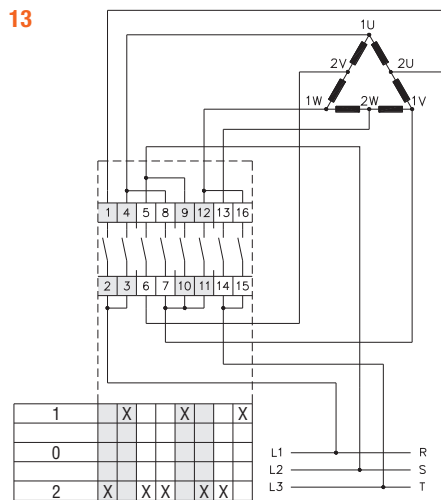 13
1U
2V 2U
1W 2W 1V
1 4 5 8 9 12 13 16
2 3 6 7 10 11 14 15
1 X X X
0
2 X X X X X
L1 R
L2 S
L3 T